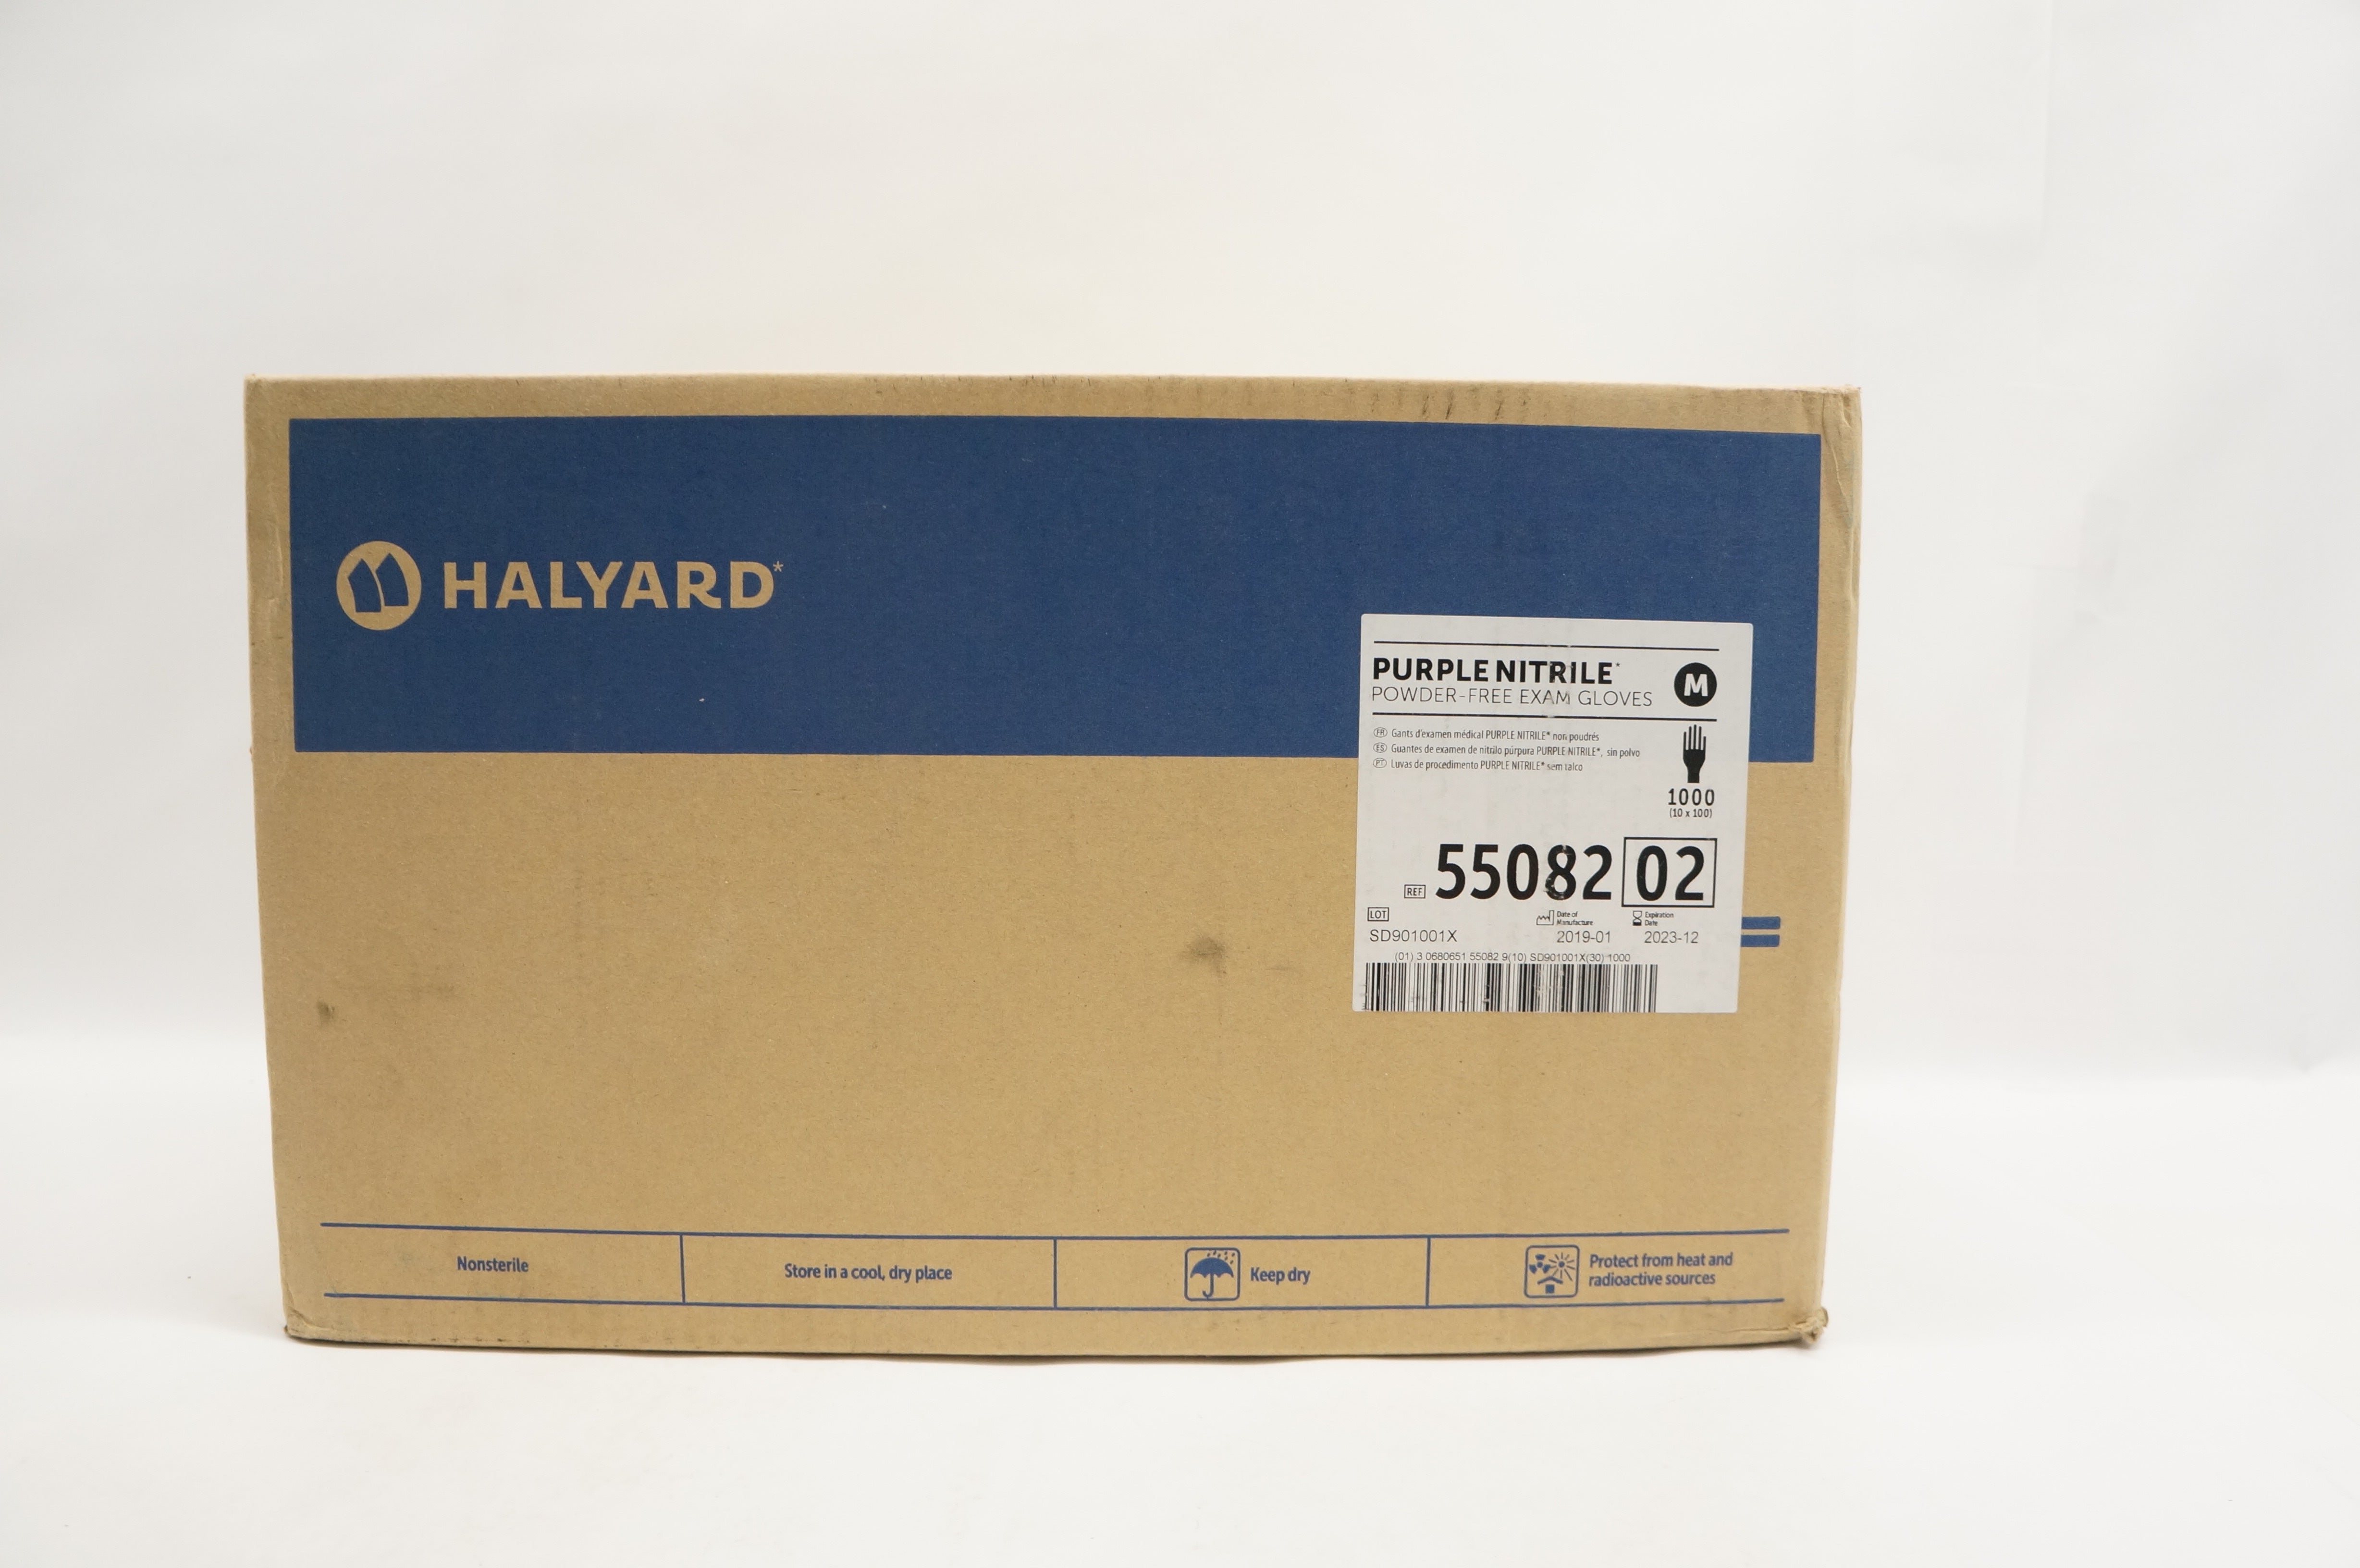 HALYARD*
PURPLE NITRILE*
POWDER-FREE EXAM GLOVES
M
FR Gants d'examen médical PURPLE NITRILE* non poudrés
ES Guantes de examen de nitrilo púrpura PURPLE NITRILE*, sin polvo
PT Luvas de procedimento PURPLE NITRILE* sem talco
1000
(10 x 100)
REF 55082 02
LOT
SD901001X
Date of
Manufacture
2019-01
Expiration
Date
2023-12
(01) 3 0680651 55082 9(10) SD901001X(30) 1000
Nonsterile
Store in a cool, dry place
Keep dry
Protect from heat and
radioactive sources